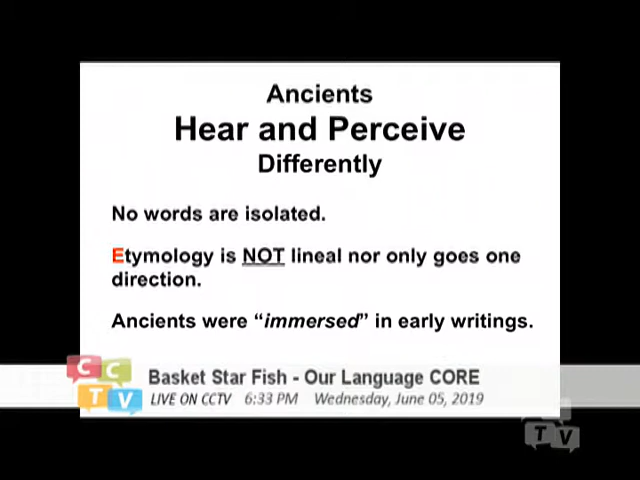 Ancients
Hear and Perceive
Differently
No words are isolated.
Etymology is NOT lineal nor only goes one
direction.
Ancients were “immersed” in early writings.
CC
TV
Basket Star Fish - Our Language CORE
LIVE ON CCTV 6:33 PM Wednesday, June 05, 2019
TV